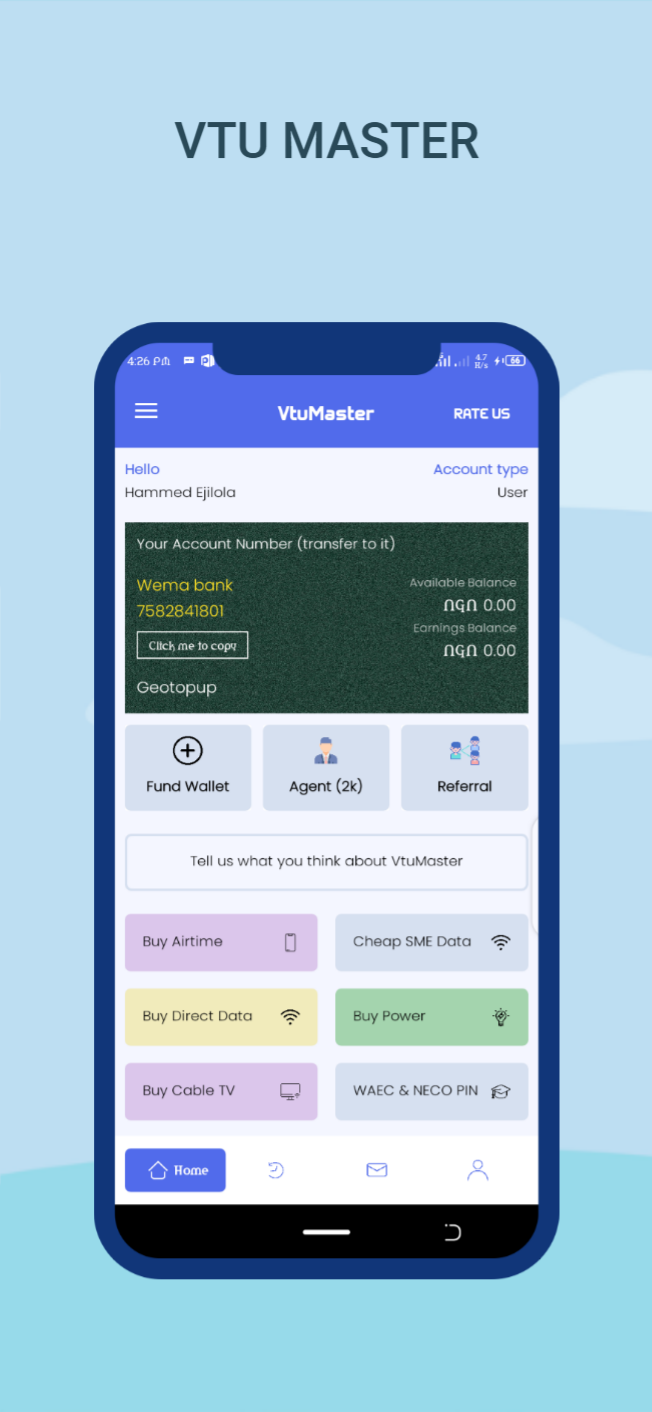 VTU MASTER
4:26 PM
4.7
B/s
66
VtuMaster
RATE US
Hello
Account type
Hammed Ejilola
User
Your Account Number (transfer to it)
Wema bank
7582841801
Click me to copy
Geotopup
Available Balance
NGN 0.00
Earnings Balance
NGN 0.00
Fund Wallet
Agent (2k)
Referral
Tell us what you think about VtuMaster
Buy Airtime
Cheap SME Data
Buy Direct Data
Buy Power
Buy Cable TV
WAEC & NECO PIN
Home